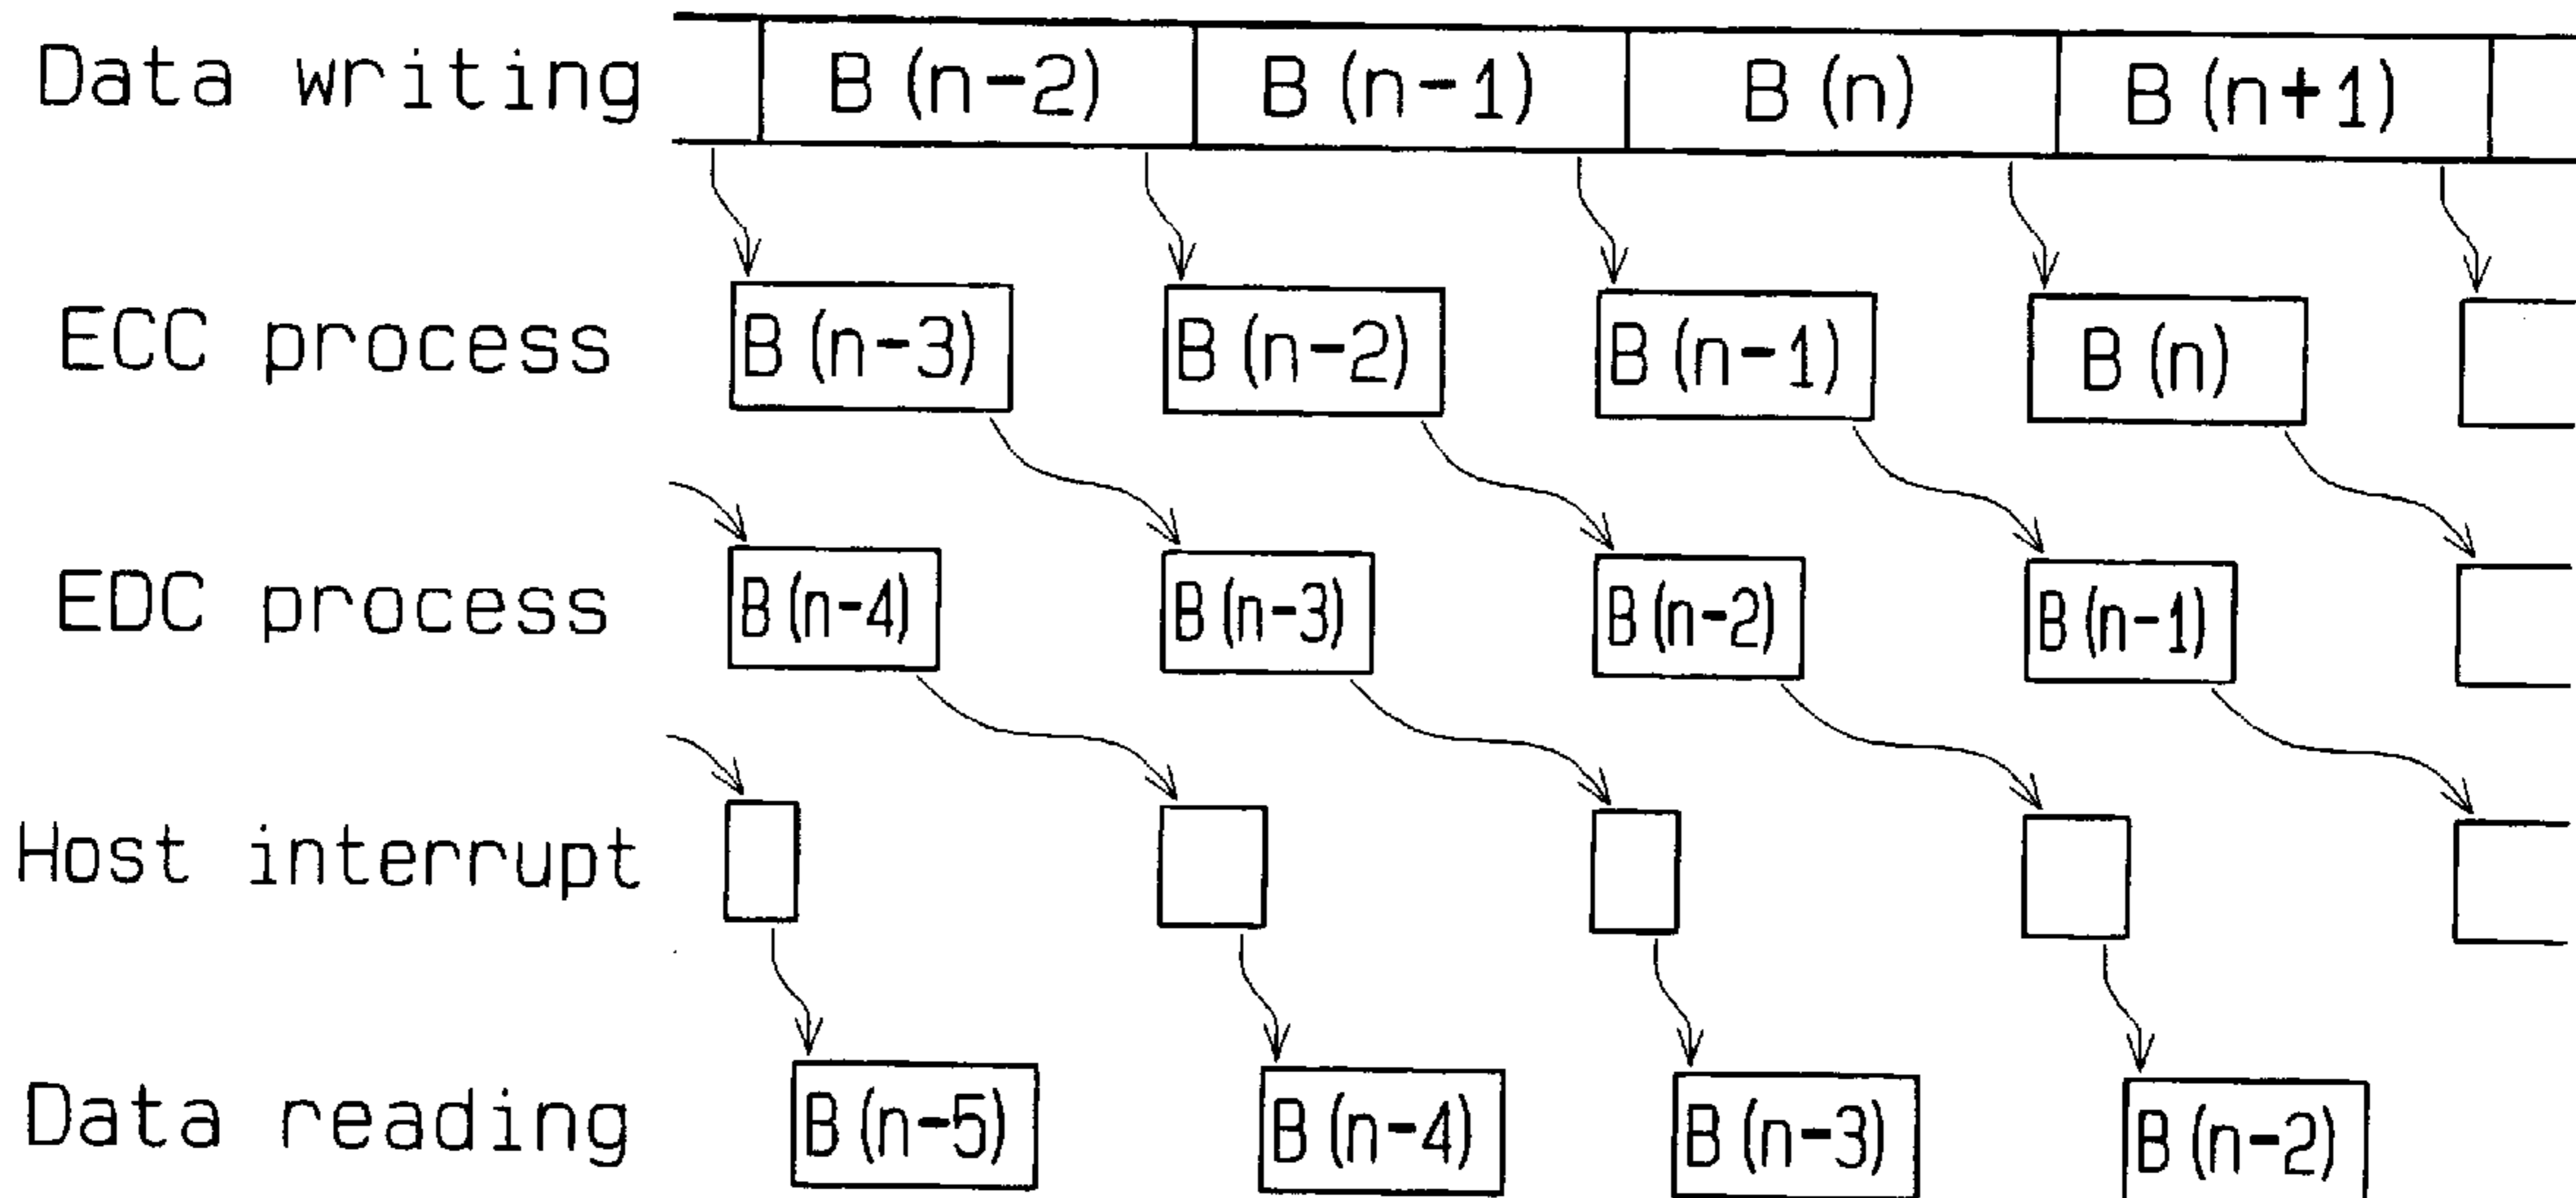 Data writing B(n-2) B(n-1) B(n) B(n+1)
ECC process B(n-3) B(n-2) B(n-1) B(n)
EDC process B(n-4) B(n-3) B(n-2) B(n-1)
Host interrupt
Data reading B(n-5) B(n-4) B(n-3) B(n-2)